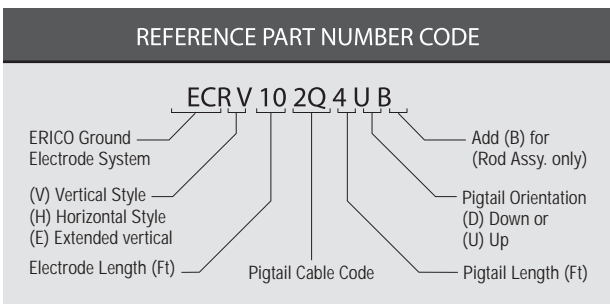 REFERENCE PART NUMBER CODE
ECR V 10 2Q 4 U B
ERICO Ground
Electrode System
(V) Vertical Style
(H) Horizontal Style
(E) Extended vertical
Electrode Length (Ft)
Pigtail Cable Code
Add (B) for
(Rod Assy. only)
Pigtail Orientation
(D) Down or
(U) Up
Pigtail Length (Ft)